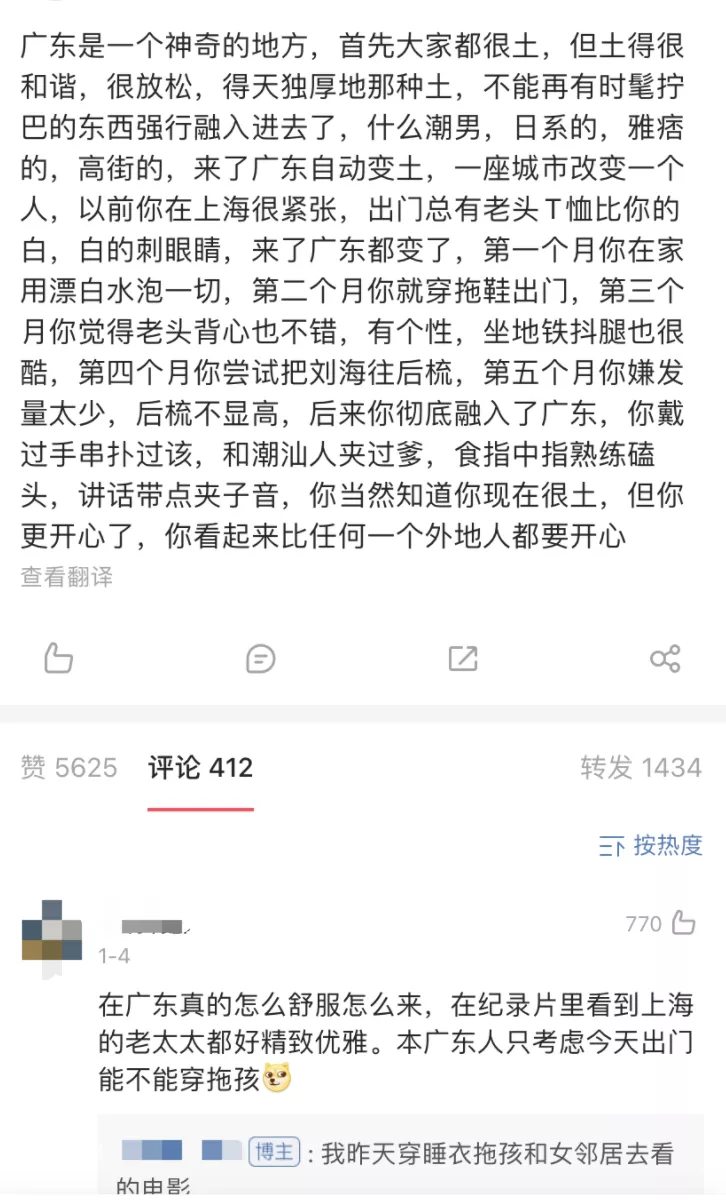 广东是一个神奇的地方，首先大家都很土，但土得很
和谐，很放松，得天独厚地那种土，不能再有时髦拧
巴的东西强行融入进去了，什么潮男，日系的，雅痞
的，高街的，来了广东自动变土，一座城市改变一个
人，以前你在上海很紧张，出门总有老头T恤比你的
白，白的刺眼睛，来了广东都变了，第一个月你在家
用漂白水泡一切，第二个月你就穿拖鞋出门，第三个
月你觉得老头背心也不错，有个性，坐地铁抖腿也很
酷，第四个月你尝试把刘海往后梳，第五个月你嫌发
量太少，后梳不显高，后来你彻底融入了广东，你戴
过手串扑过该，和潮汕人夹过爹，食指中指熟练磕
头，讲话带点夹子音，你当然知道你现在很土，但你
更开心了，你看起来比任何一个外地人都要开心
查看翻译
赞 5625 评论 412 转发 1434
按热度
770
1-4
在广东真的怎么舒服怎么来，在纪录片里看到上海
的老太太都好精致优雅。本广东人只考虑今天出门
能不能穿拖孩
博主：我昨天穿睡衣拖孩和女邻居去看
的电影